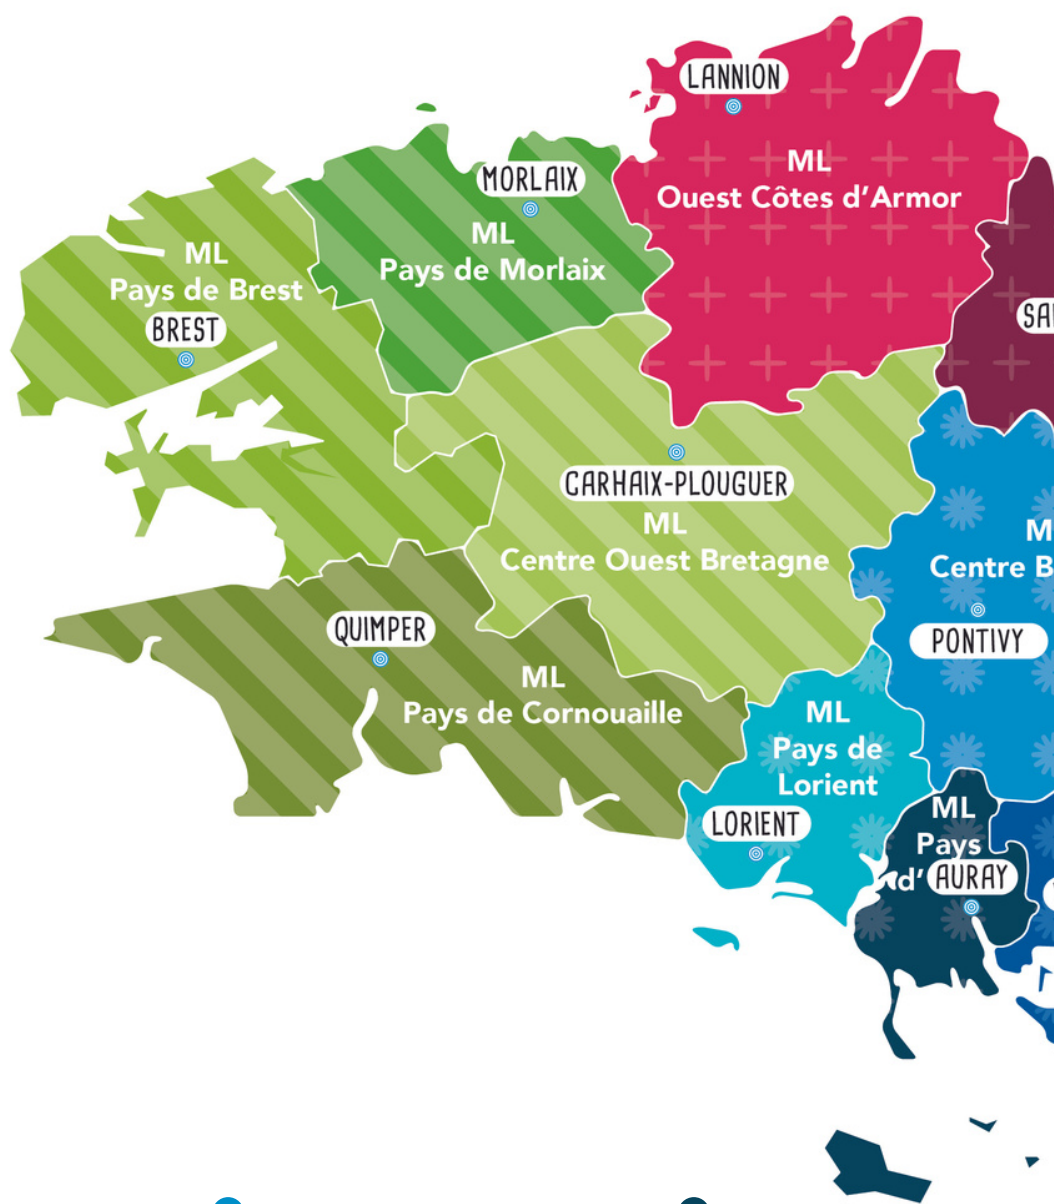 LANNION
ML
Ouest Côtes d'Armor
MORLAIX
ML
Pays de Morlaix
ML
Pays de Brest
BREST
CARHAIX-PLOUGUER
ML
Centre Ouest Bretagne
Centre
PONTIVY
QUIMPER
ML
Pays de Cornouaille
ML
Pays de
Lorient
LORIENT
ML
Pays
d'AURAY